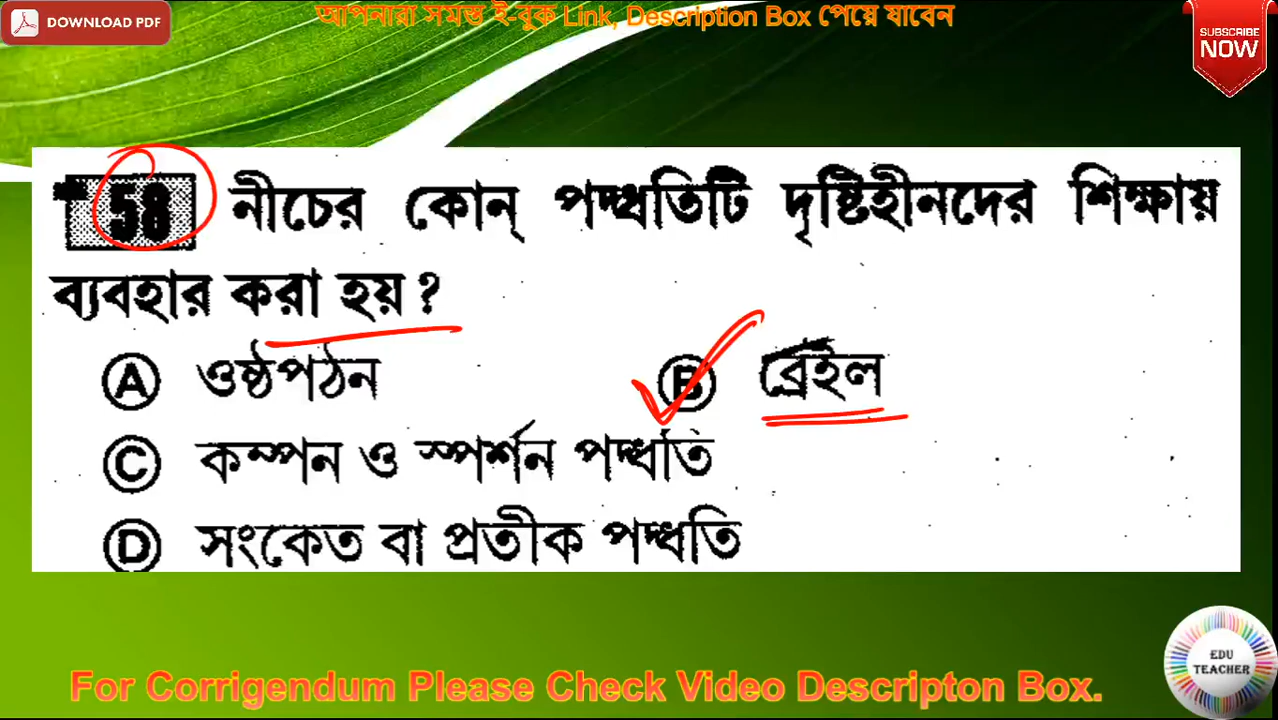 DOWNLOAD PDF
আপনারা সমস্ত ই-বুক Link, Description Box পেয়ে যাবেন
SUBSCRIBE
NOW
58 নীচের কোন্ পদ্ধতিটি দৃষ্টিহীনদের শিক্ষায়
ব্যবহার করা হয়?
A ওষ্ঠপঠন B ব্রেইল
C কম্পন ও স্পর্শন পদ্ধতি
D সংকেত বা প্রতীক পদ্ধতি
EDU
TEACHER
For Corrigendum Please Check Video Descripton Box.